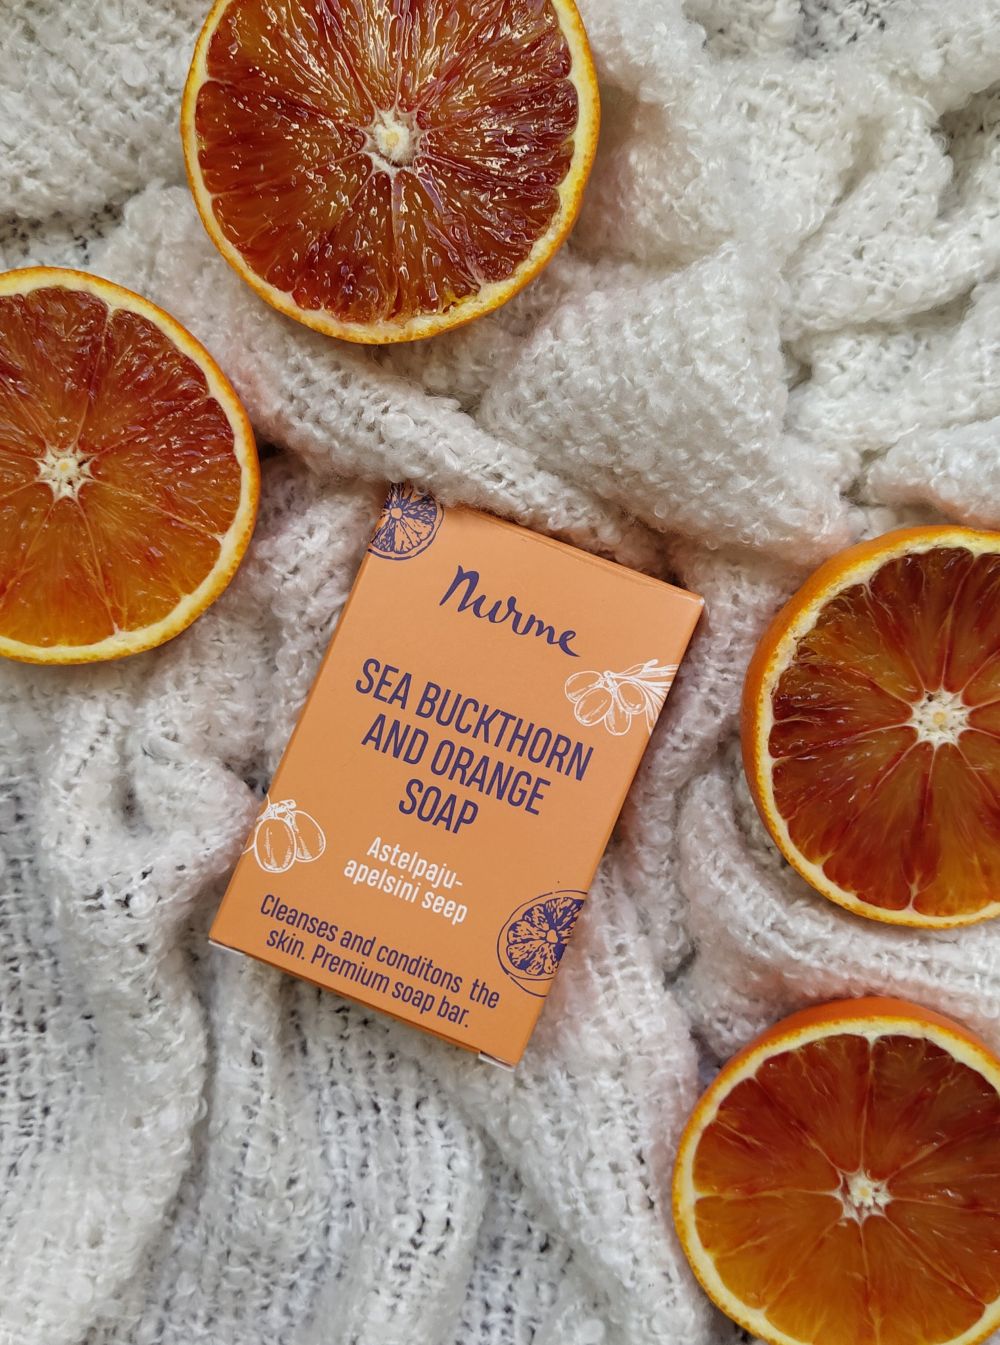 Nurme
SEA BUCKTHORN
AND ORANGE
SOAP
Astelpaju-
apelsini seep
Cleanses and conditons the
skin. Premium soap bar.